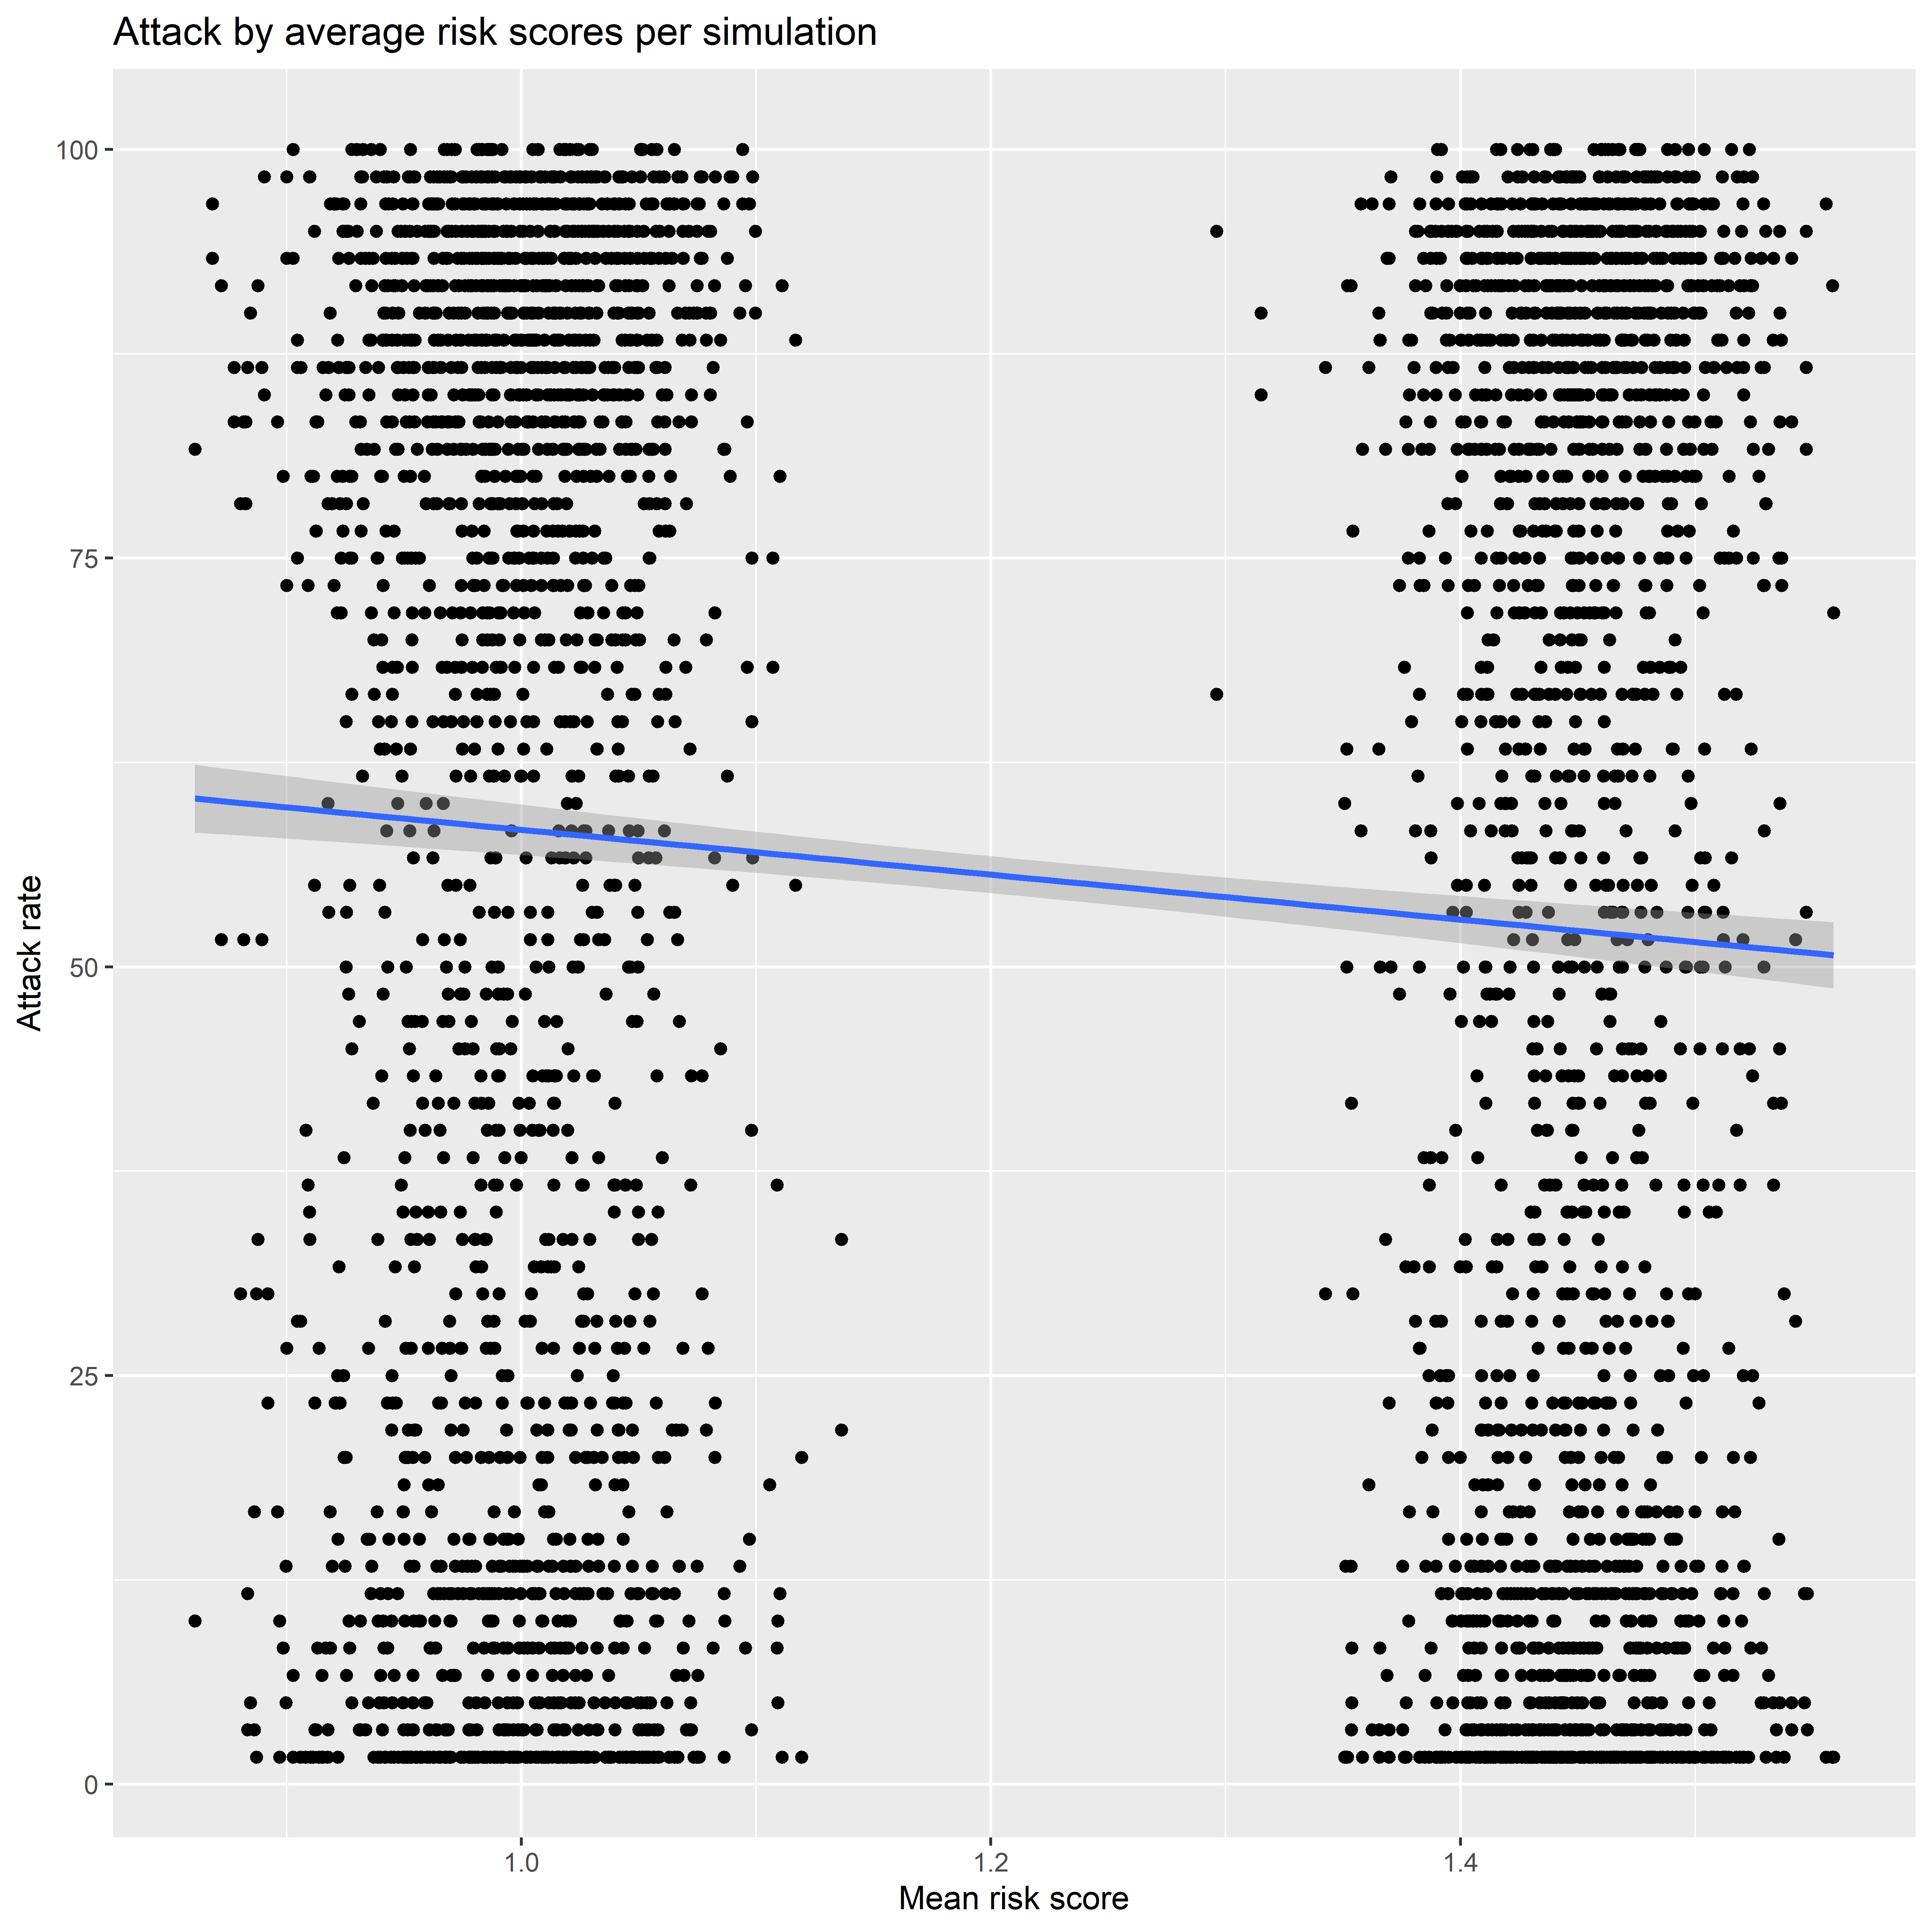 Attack by average risk scores per simulation
100
75
50
25
0
Attack rate
1.0
1.2
1.4
Mean risk score